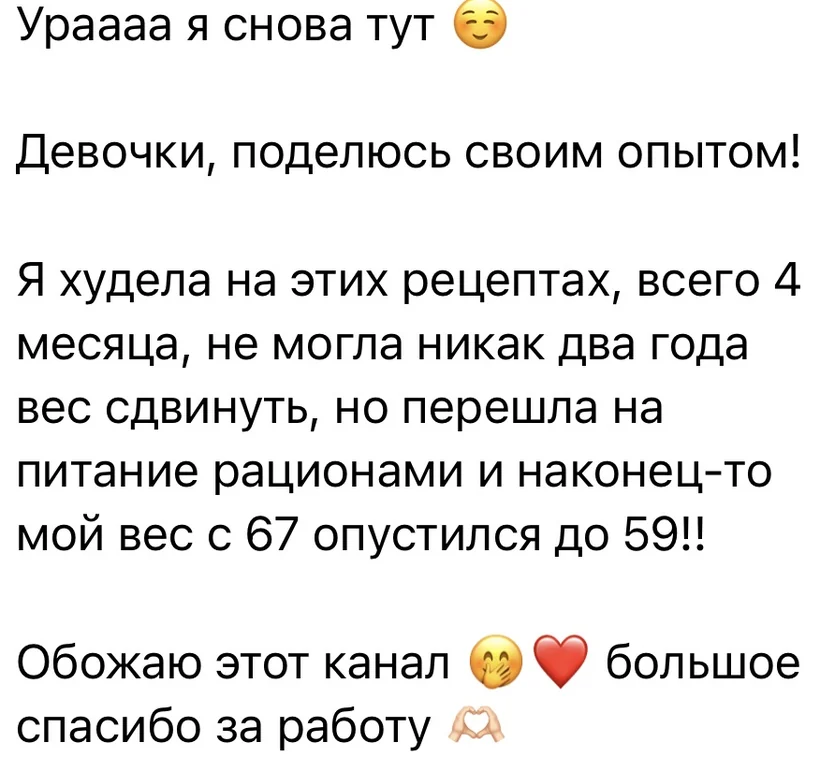 Ураааа я снова тут ☺️
Девочки, поделюсь своим опытом!
Я худела на этих рецептах, всего 4
месяца, не могла никак два года
вес сдвинуть, но перешла на
питание рационами и наконец-то
мой вес с 67 опустился до 59!!
Обожаю этот канал 🤭❤️ большое
спасибо за работу 🫶🏻